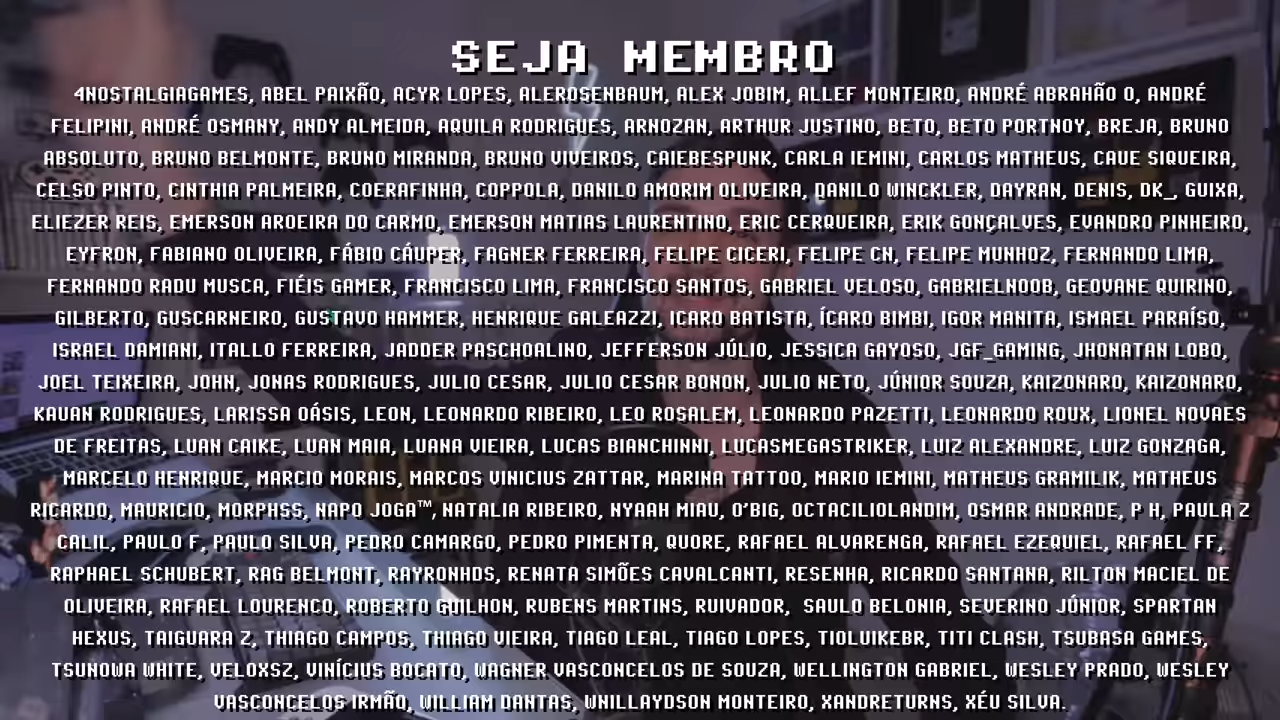 SEJA MEMBRO
4NOSTALGIAGAMES, ABEL PAIXÃO, ACYR LOPES, ALEROSENBAUM, ALEX JOBIM, ALLEF MONTEIRO, ANDRÉ ABRAHÃO O, ANDRÉ
FELIPINI, ANDRÉ OSMANY, ANDY ALMEIDA, AQUILA RODRIGUES, ARNOZAN, ARTHUR JUSTINO, BETO, BETO PORTNOY, BREJA, BRUNO
ABSOLUTO, BRUNO BELMONTE, BRUNO MIRANDA, BRUNO VIVEIROS, CAIEBESPUNK, CARLA IEMINI, CARLOS MATHEUS, CAUE SIQUEIRA,
CELSO PINTO, CINTHIA PALMEIRA, COERAFINHA, COPPOLA, DANILO AMORIM OLIVEIRA, DANILO WINCKLER, DAYRAN, DENIS, DK_, GUIXA,
ELIEZER REIS, EMERSON AROEIRA DO CARMO, EMERSON MATIAS LAURENTINO, ERIC CERQUEIRA, ERIK GONÇALVES, EVANDRO PINHEIRO,
EYFRON, FABIANO OLIVEIRA, FÁBIO CÁUPER, FAGNER FERREIRA, FELIPE CICERI, FELIPE CN, FELIPE MUNHOZ, FERNANDO LIMA,
FERNANDO RADU MUSCA, FIÉIS GAMER, FRANCISCO LIMA, FRANCISCO SANTOS, GABRIEL VELOSO, GABRIELNOOB, GEOVANE QUIRINO,
GILBERTO, GUSCARNEIRO, GUSTAVO HAMMER, HENRIQUE GALEAZZI, ICARO BATISTA, ÍCARO BIMBI, IGOR MANITA, ISMAEL PARAÍSO,
ISRAEL DAMIANI, ITALLO FERREIRA, JADDER PASCHOALINO, JEFFERSON JÚLIO, JESSICA GAYOSO, JGF_GAMING, JHONATAN LOBO,
JOEL TEIXEIRA, JOHN, JONAS RODRIGUES, JULIO CESAR, JULIO CESAR BONON, JULIO NETO, JÚNIOR SOUZA, KAIZONARO, KAIZONARO,
KAUAN RODRIGUES, LARISSA OÁSIS, LEON, LEONARDO RIBEIRO, LEO ROSALEM, LEONARDO PAZETTI, LEONARDO ROUX, LIONEL NOVAES
DE FREITAS, LUAN CAIKE, LUAN MAIA, LUANA VIEIRA, LUCAS BIANCHINNI, LUCASMEGASTRIKER, LUIZ ALEXANDRE, LUIZ GONZAGA,
MARCELO HENRIQUE, MARCIO MORAIS, MARCOS VINICIUS ZATTAR, MARINA TATTOO, MARIO IEMINI, MATHEUS GRAMILIK, MATHEUS
RICARDO, MAURICIO, MORPHSS, NAPO JOGA™, NATALIA RIBEIRO, NYAAH MIAU, O'BIG, OCTACILIOLANDIM, OSMAR ANDRADE, P H, PAULA Z
CALIL, PAULO F, PAULO SILVA, PEDRO CAMARGO, PEDRO PIMENTA, QUORE, RAFAEL ALVARENGA, RAFAEL EZEQUIEL, RAFAEL FF,
RAPHAEL SCHUBERT, RAG BELMONT, RAYRONHDS, RENATA SIMÕES CAVALCANTI, RESENHA, RICARDO SANTANA, RILTON MACIEL DE
OLIVEIRA, RAFAEL LOURENCO, ROBERTO GUILHON, RUBENS MARTINS, RUIVADOR,  SAULO BELONIA, SEVERINO JÚNIOR, SPARTAN
HEXUS, TAIGUARA Z, THIAGO CAMPOS, THIAGO VIEIRA, TIAGO LEAL, TIAGO LOPES, TIOLUIKEBR, TITI CLASH, TSUBASA GAMES,
TSUNOWA WHITE, VELOXSZ, VINÍCIUS BOCATO, WAGNER VASCONCELOS DE SOUZA, WELLINGTON GABRIEL, WESLEY PRADO, WESLEY
VASCONCELOS IRMÃO, WILLIAM DANTAS, WNILLAYDSON MONTEIRO, XANDRETURNS, XÉU SILVA.